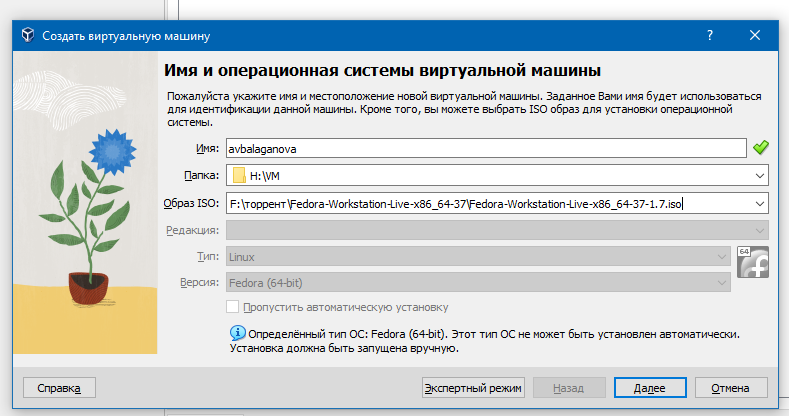 Создать виртуальную машину
?
Имя и операционная системы виртуальной машины
Пожалуйста укажите имя и местоположение новой виртуальной машины. Заданное Вами имя будет использоваться
для идентификации данной машины. Кроме того, вы можете выбрать ISO образ для установки операционной
системы.
Имя: avbalaganova
Папка: H:\VM
Образ ISO: F:\торрент\Fedora-Workstation-Live-x86_64-37\Fedora-Workstation-Live-x86_64-37-1.7.iso
Редакция:
Тип: Linux
64
Версия: Fedora (64-bit)
Пропустить автоматическую установку
Определённый тип ОС: Fedora (64-bit). Этот тип ОС не может быть установлен автоматически.
Установка должна быть запущена вручную.
Справка Экспертный режим Назад Далее Отмена